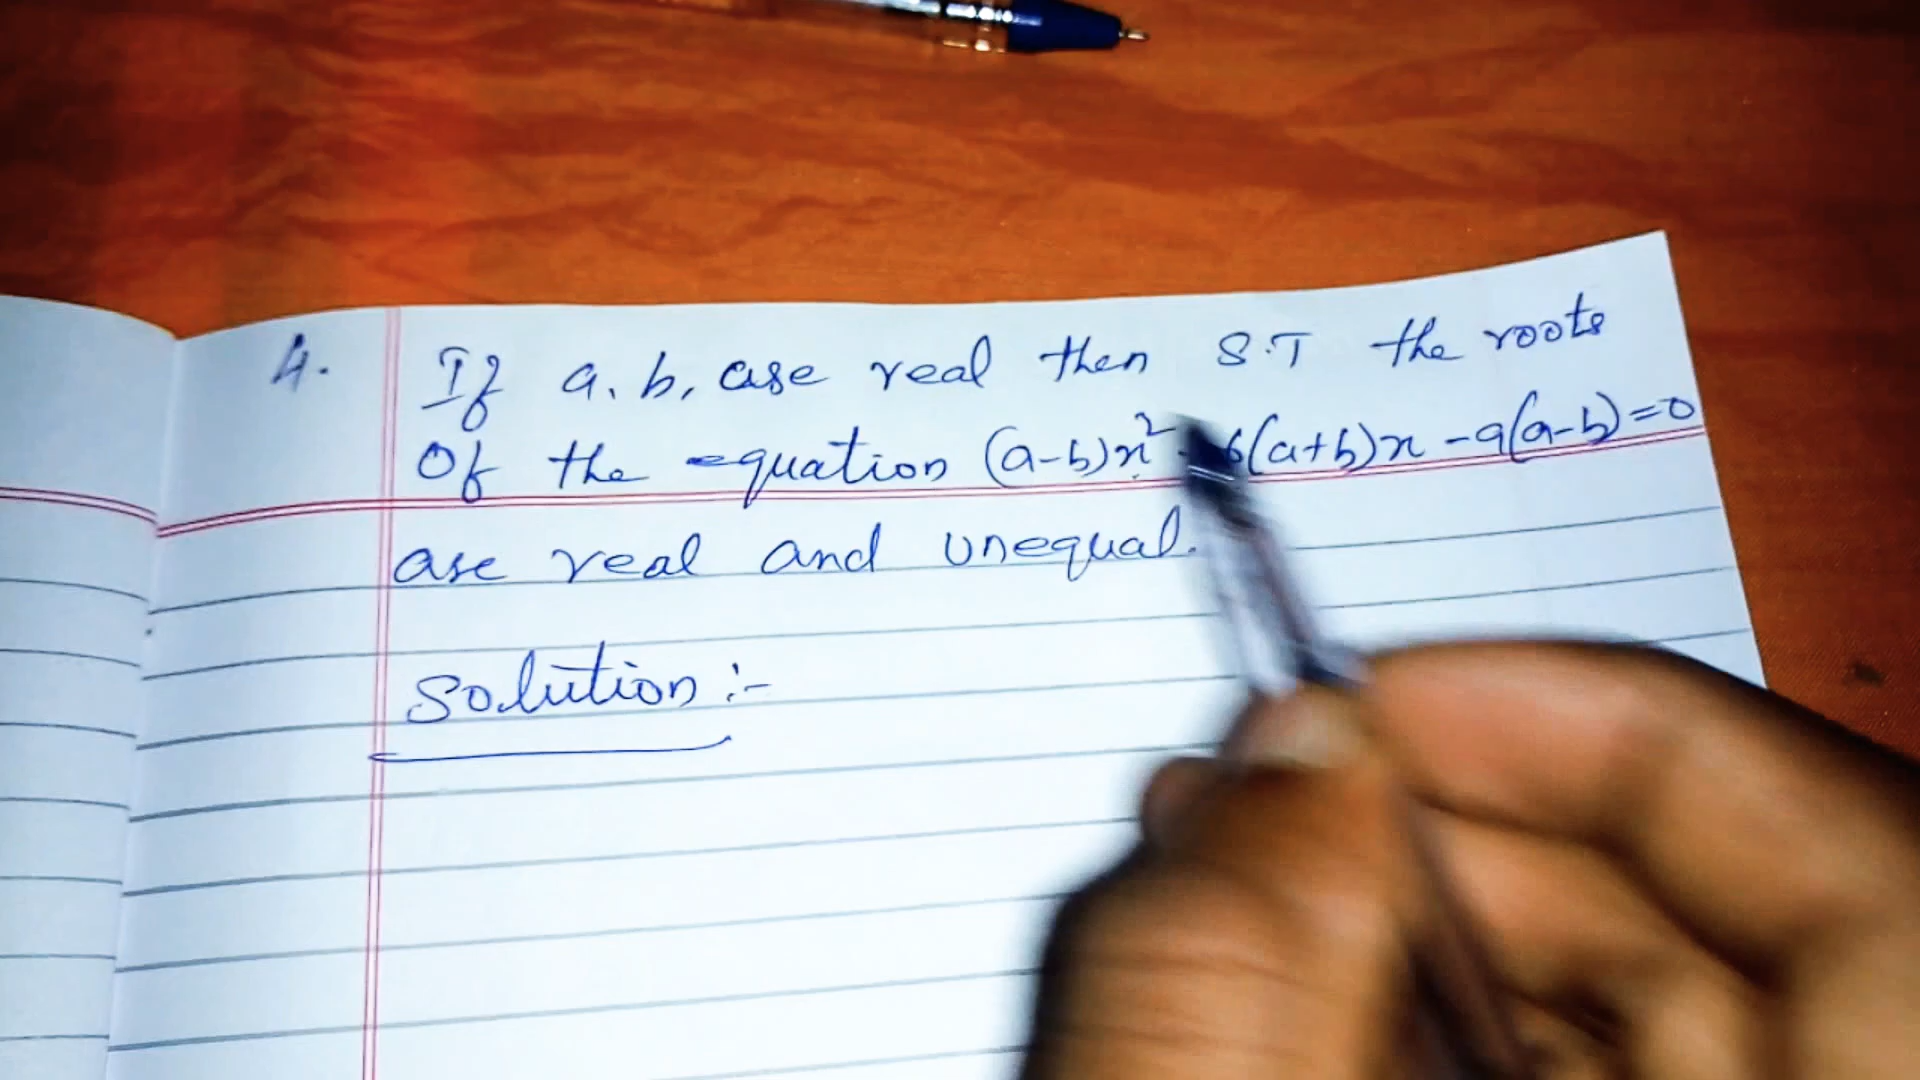 4. If a, b, are real then S.T the roots
Of the equation (a-b)x² - 6(a+b)x - 9(a-b)=0
are real and unequal.
Solution :-